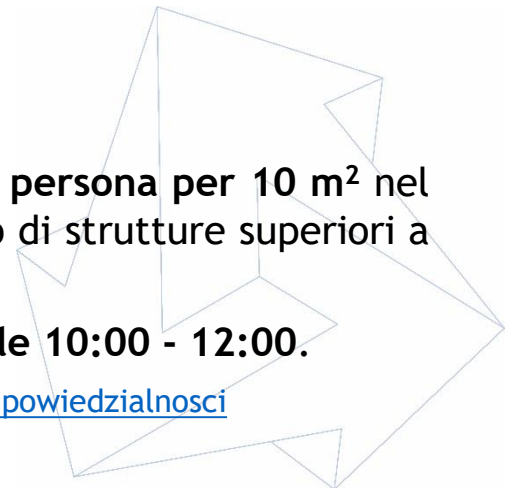 persona per 10 m² nel
di strutture superiori a
le 10:00 - 12:00.
powiedzialnosci